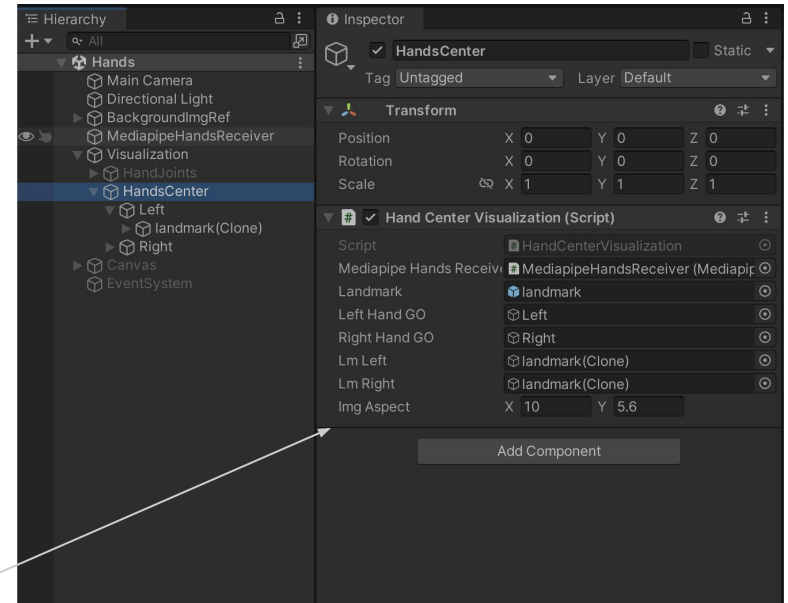 Hierarchy
All
Hands
Main Camera
Directional Light
BackgroundImgRef
MediapipeHandsReceiver
Visualization
HandJoints
HandsCenter
Left
landmark(Clone)
Right
Canvas
EventSystem
Inspector
HandsCenter Static
Tag Untagged Layer Default
Transform
Position X 0 Y 0 Z 0
Rotation X 0 Y 0 Z 0
Scale X 1 Y 1 Z 1
# Hand Center Visualization (Script)
Script # HandCenterVisualization
Mediapipe Hands Receive # MediapipeHandsReceiver (Mediapip
Landmark landmark
Left Hand GO Left
Right Hand GO Right
Lm Left landmark(Clone)
Lm Right landmark(Clone)
Img Aspect X 10 Y 5.6
Add Component